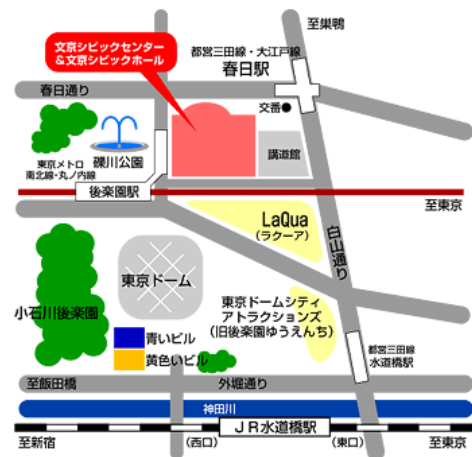 至巣鴨
文京シビックセンター
&文京シビックホール
都営三田線・大江戸線
春日駅
春日通り
交番
礫川公園
講道館
東京メトロ
南北線・丸ノ内線
後楽園駅
至東京
LaQua
(ラクーア)
白山通り
東京ドーム
小石川後楽園
東京ドームシティ
アトラクションズ
(旧後楽園ゆうえんち)
青いビル
黄色いビル
都営三田線
水道橋駅
至飯田橋
外堀通り
神田川
JR水道橋駅
至新宿
(西口)
(東口)
至東京